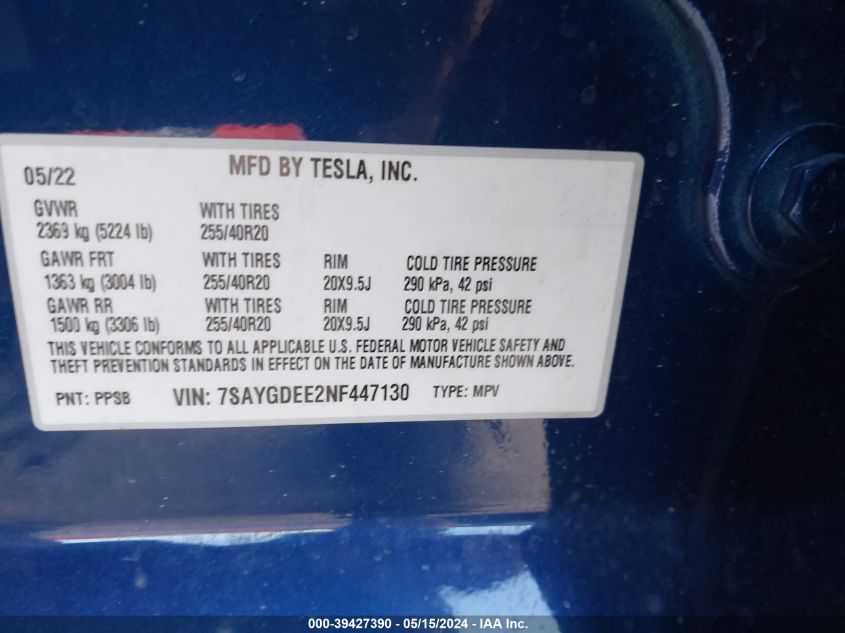 05/22 MFD BY TESLA, INC.
GVWR WITH TIRES
2369 kg (5224 lb) 255/40R20
GAWR FRT WITH TIRES RIM COLD TIRE PRESSURE
1363 kg (3004 lb) 255/40R20 20X9.5J 290 kPa, 42 psi
GAWR RR WITH TIRES RIM COLD TIRE PRESSURE
1500 kg (3306 lb) 255/40R20 20X9.5J 290 kPa, 42 psi
THIS VEHICLE CONFORMS TO ALL APPLICABLE U.S. FEDERAL MOTOR VEHICLE SAFETY AND
THEFT PREVENTION STANDARDS IN EFFECT ON THE DATE OF MANUFACTURE SHOWN ABOVE.
PNT: PPSB VIN: 7SAYGDEE2NF447130 TYPE: MPV
000-39427390 - 05/15/2024 - IAA Inc.